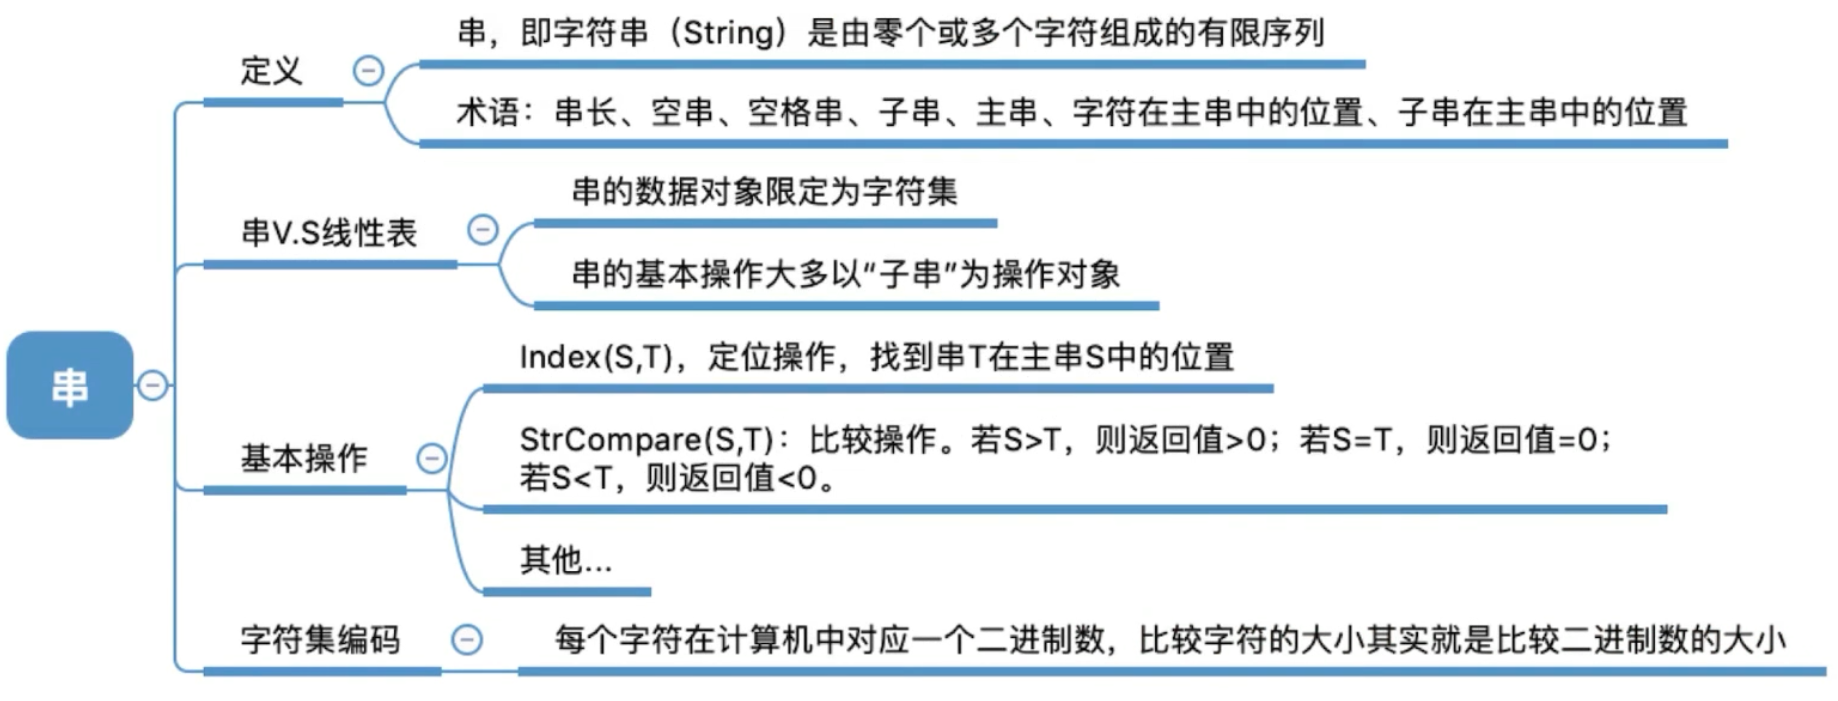 串
定义
串，即字符串（String）是由零个或多个字符组成的有限序列
术语：串长、空串、空格串、子串、主串、字符在主串中的位置、子串在主串中的位置
串V.S线性表
串的数据对象限定为字符集
串的基本操作大多以“子串”为操作对象
基本操作
Index(S,T)，定位操作，找到串T在主串S中的位置
StrCompare(S,T)：比较操作。若S>T，则返回值>0；若S=T，则返回值=0；
若S<T，则返回值<0。
其他...
字符集编码
每个字符在计算机中对应一个二进制数，比较字符的大小其实就是比较二进制数的大小